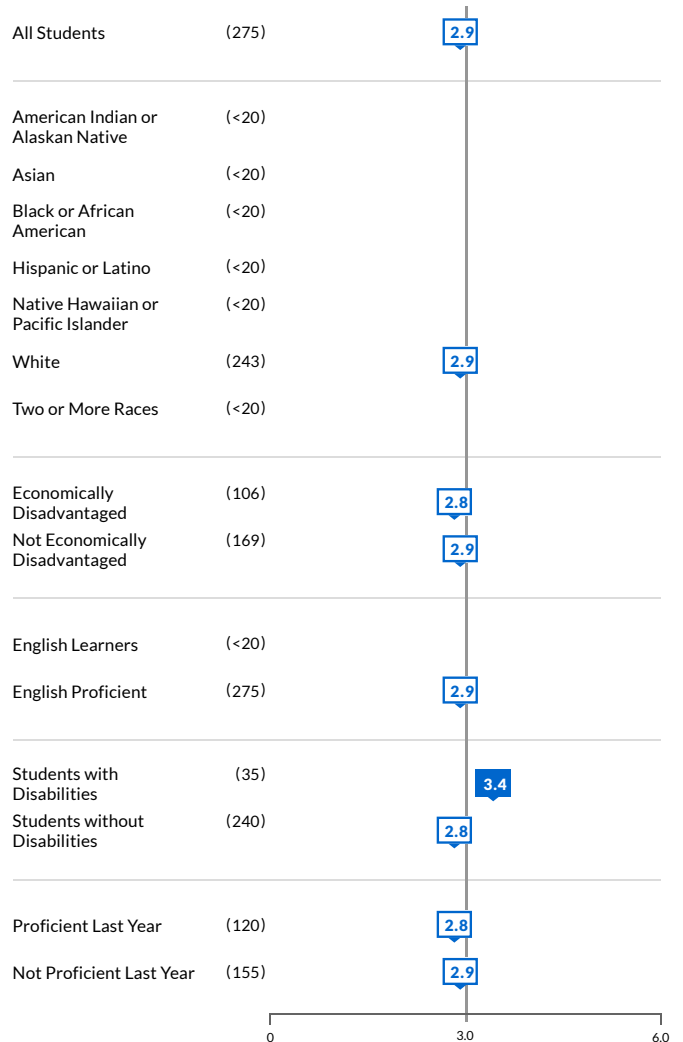 All Students (275) 2.9
American Indian or (<20)
Alaskan Native
Asian (<20)
Black or African (<20)
American
Hispanic or Latino (<20)
Native Hawaiian or (<20)
Pacific Islander
White (243) 2.9
Two or More Races (<20)
Economically (106) 2.8
Disadvantaged
Not Economically (169) 2.9
Disadvantaged
English Learners (<20)
English Proficient (275) 2.9
Students with (35) 3.4
Disabilities
Students without (240) 2.8
Disabilities
Proficient Last Year (120) 2.8
Not Proficient Last Year (155) 2.9
0 3.0 6.0